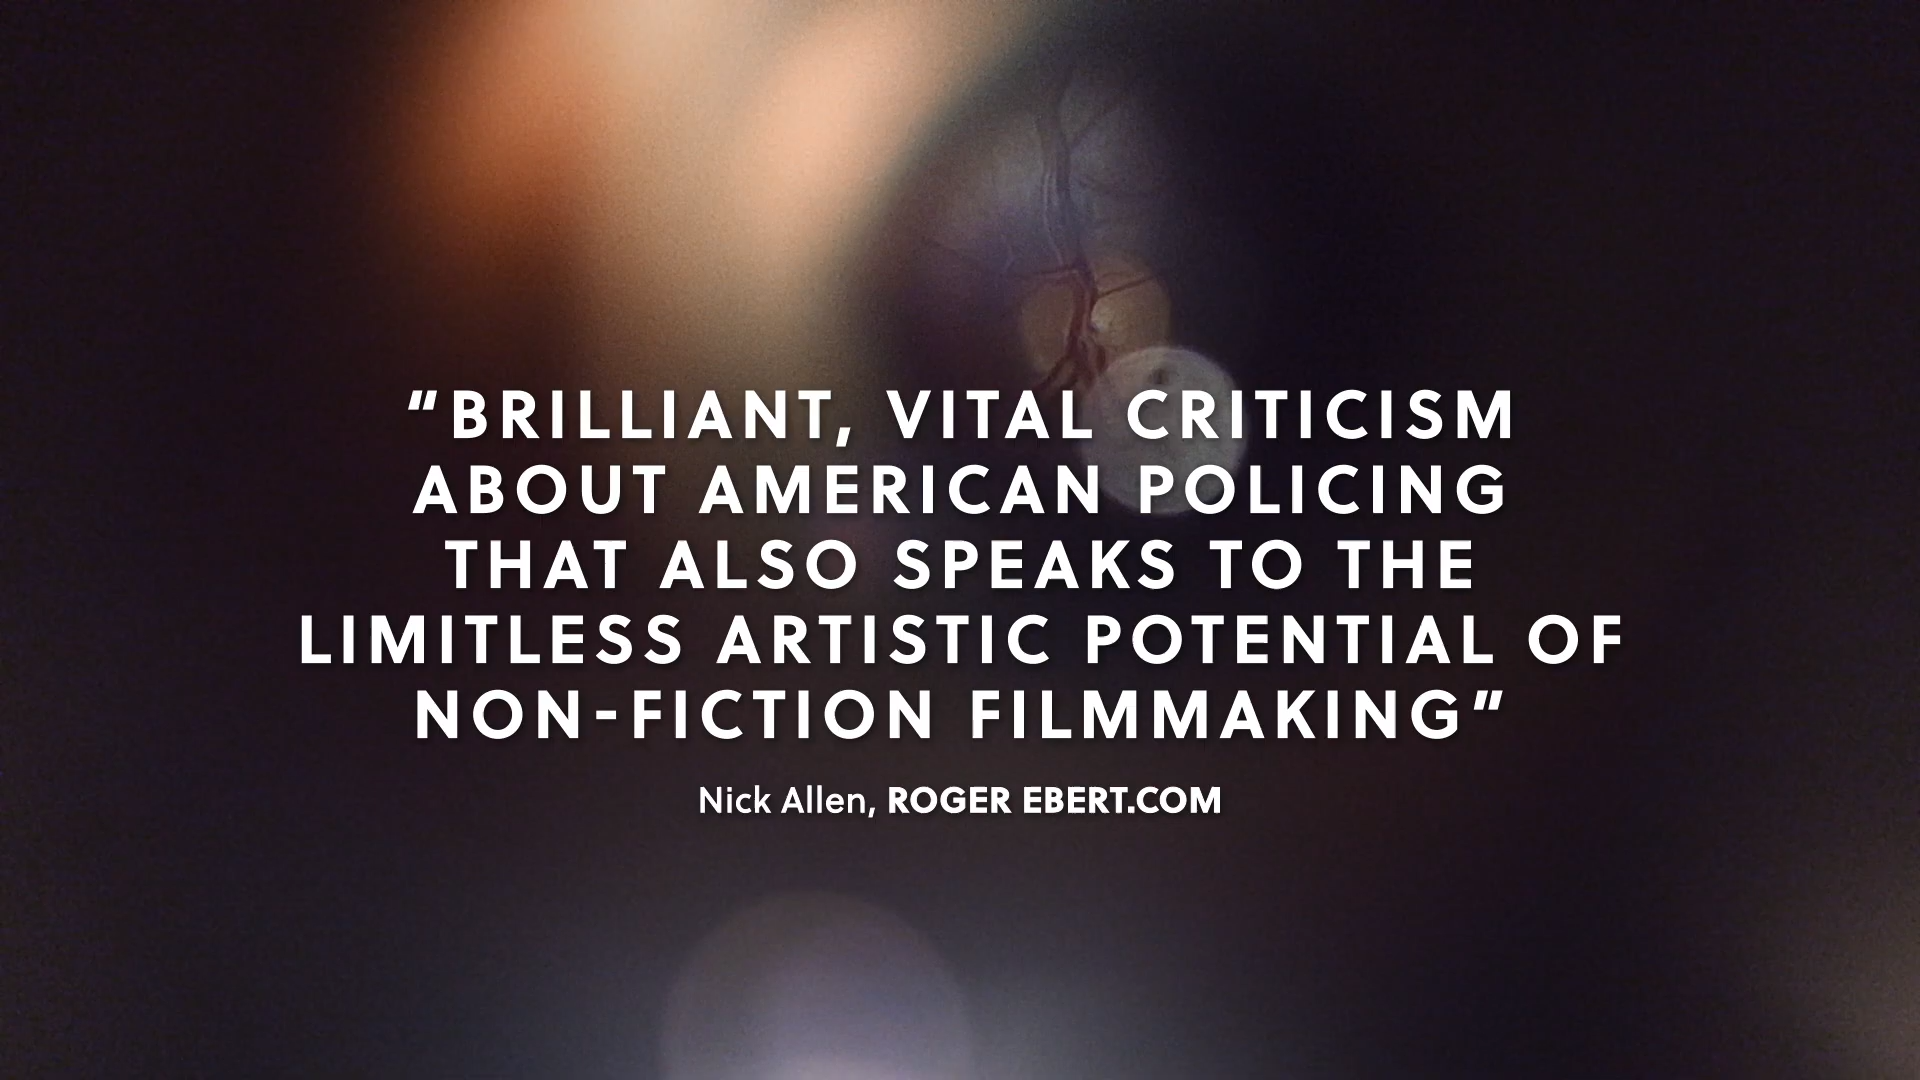 “BRILLIANT, VITAL CRITICISM
ABOUT AMERICAN POLICING
THAT ALSO SPEAKS TO THE
LIMITLESS ARTISTIC POTENTIAL OF
NON-FICTION FILMMAKING”
Nick Allen, ROGER EBERT.COM